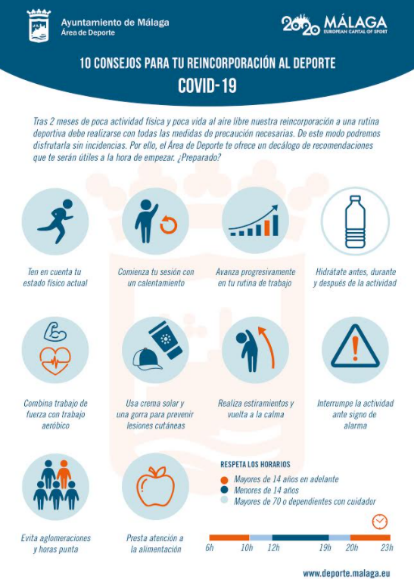 Ayuntamiento de Málaga
Área de Deporte
2020 MÁLAGA
EUROPEAN CAPITAL OF SPORT
10 CONSEJOS PARA TU REINCORPORACIÓN AL DEPORTE
COVID-19
Tras 2 meses de poca actividad física y poca vida al aire libre nuestra reincorporación a una rutina
deportiva debe realizarse con todas las medidas de precaución necesarias. De este modo podremos
disfrutarla sin incidencias. Por ello, el Área de Deporte te ofrece un decálogo de recomendaciones
que te serán útiles a la hora de empezar. ¿Preparado?
Ten en cuenta tu
estado físico actual
Comienza tu sesión con
un calentamiento
Avanza progresivamente
en tu rutina de trabajo
Hidrátate antes, durante
y después de la actividad
Combina trabajo de
fuerza con trabajo
aeróbico
Usa crema solar y
una gorra para prevenir
lesiones cutáneas
Realiza estiramientos y
vuelta a la calma
Interrumpe la actividad
ante signo de
alarma
Evita aglomeraciones
y horas punta
Presta atención a
la alimentación
RESPETA LOS HORARIOS
Mayores de 14 años en adelante
Menores de 14 años
Mayores de 70 o dependientes con cuidador
6h 10h 12h 19h 20h 23h
www.deporte.malaga.eu